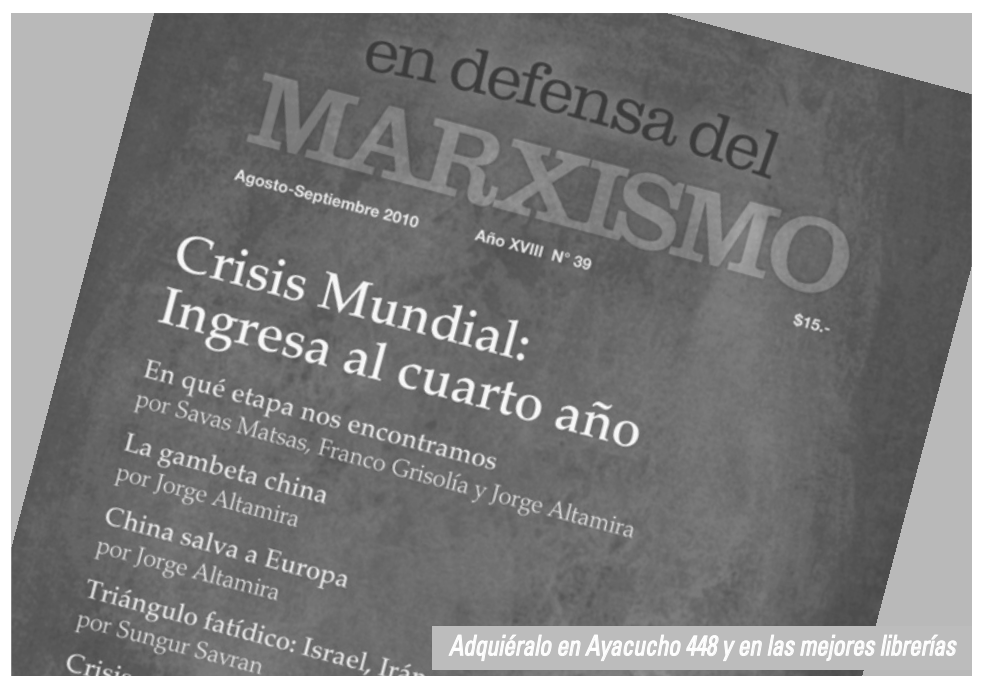 en defensa del
MARXISMO
Agosto-Septiembre 2010
Año XVIII N° 39
$15.-
Crisis Mundial:
Ingresa al cuarto año
En qué etapa nos encontramos
por Savas Matsas, Franco Grisolía y Jorge Altamira
La gambeta china
por Jorge Altamira
China salva a Europa
por Jorge Altamira
Triángulo fatídico: Israel, Irán
por Sungur Savran
Crisis
Adquiéralo en Ayacucho 448 y en las mejores librerías